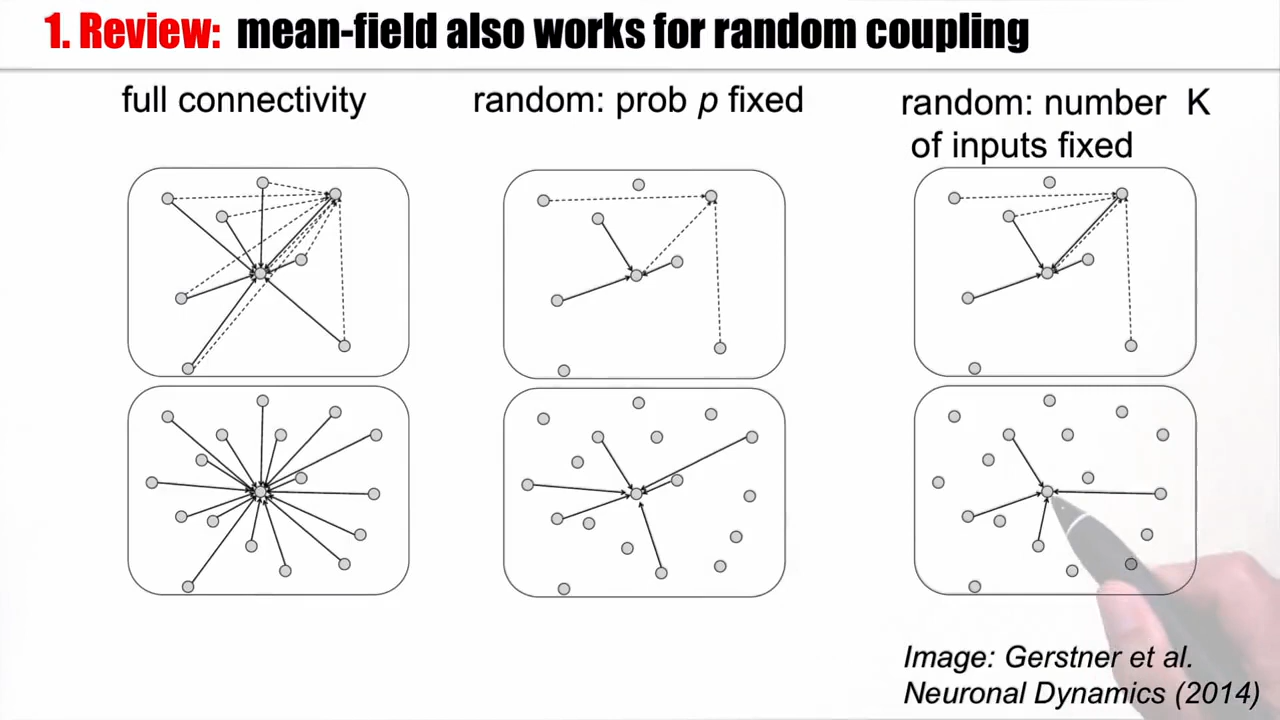 1. Review: mean-field also works for random coupling
full connectivity
random: prob p fixed
random: number K
of inputs fixed
Image: Gerstner et al.
Neuronal Dynamics (2014)